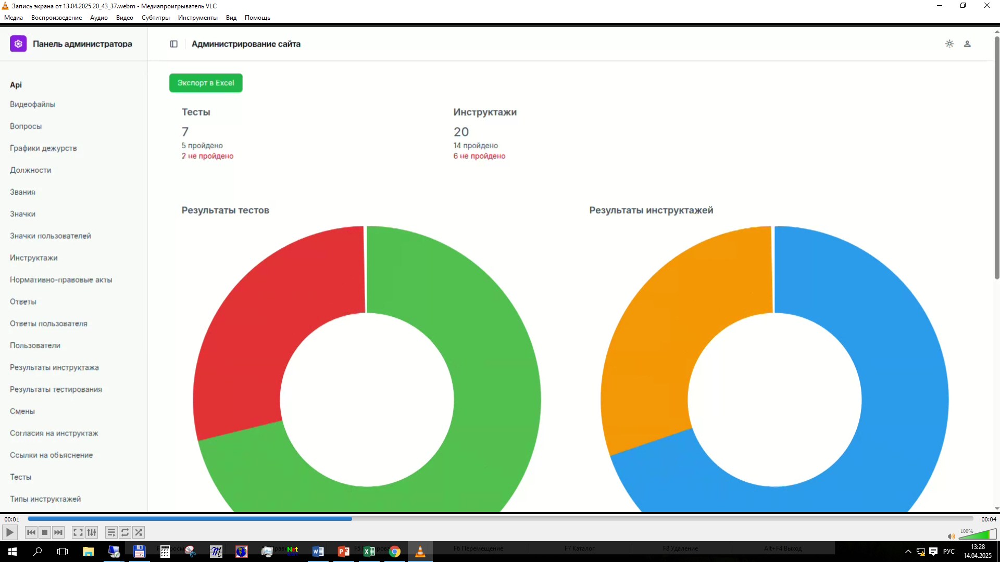 Запись экрана от 13.04.2025 20_43_37.webm - Медиапроигрыватель VLC
Медиа Воспроизведение Аудио Видео Субтитры Инструменты Вид Помощь
Панель администратора
Администрирование сайта
Api
Видеофайлы
Вопросы
Графики дежурств
Должности
Звания
Значки
Значки пользователей
Инструктажи
Нормативно-правовые акты
Ответы
Ответы пользователя
Пользователи
Результаты инструктажа
Результаты тестирования
Смены
Согласия на инструктаж
Ссылки на объяснение
Тесты
Типы инструктажей
Экспорт в Excel
Тесты
7
5 пройдено
2 не пройдено
Инструктажи
20
14 пройдено
6 не пройдено
Результаты тестов
Результаты инструктажей
00:01
00:04
100%
F6 Перемещение F7 Каталог F8 Удаление Alt+F4 Выход
Net
РУС
13:28
14.04.2025